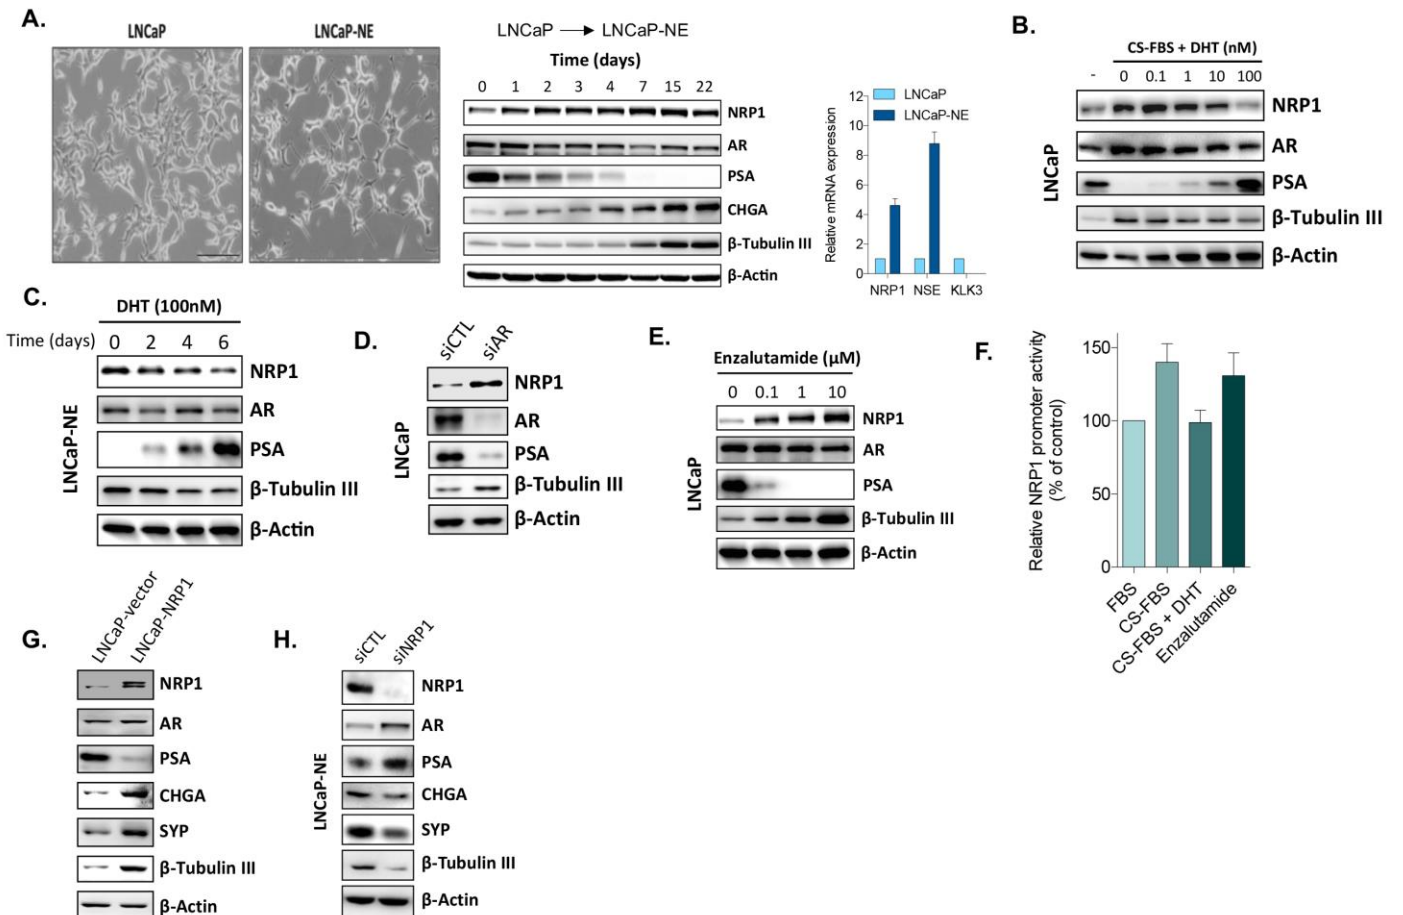 A.
LNCaP
LNCaP-NE
LNCaP → LNCaP-NE
Time (days)
0 1 2 3 4 7 15 22
NRP1
AR
PSA
CHGA
β-Tubulin III
β-Actin
Relative mRNA expression
12
10
8
6
4
2
0
LNCaP
LNCaP-NE
NRP1 NSE KLK3
B.
CS-FBS + DHT (nM)
- 0 0.1 1 10 100
LNCaP
NRP1
AR
PSA
β-Tubulin III
β-Actin
C.
DHT (100nM)
Time (days) 0 2 4 6
LNCaP-NE
NRP1
AR
PSA
β-Tubulin III
β-Actin
D.
siCTL siAR
LNCaP
NRP1
AR
PSA
β-Tubulin III
β-Actin
E.
Enzalutamide (μM)
0 0.1 1 10
LNCaP
NRP1
AR
PSA
β-Tubulin III
β-Actin
F.
Relative NRP1 promoter activity
(% of control)
150
100
50
0
FBS
CS-FBS
CS-FBS + DHT
Enzalutamide
G.
LNCaP-vector
LNCaP-NRP1
NRP1
AR
PSA
CHGA
SYP
β-Tubulin III
β-Actin
H.
siCTL siNRP1
LNCaP-NE
NRP1
AR
PSA
CHGA
SYP
β-Tubulin III
β-Actin